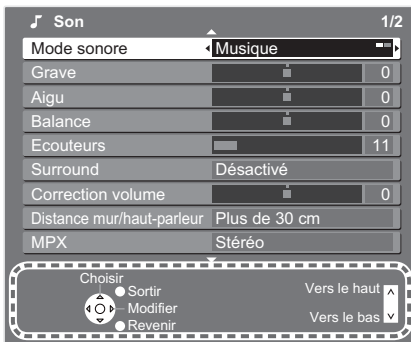 Son 1/2
Mode sonore Musique
Grave 0
Aigu 0
Balance 0
Ecouteurs 11
Surround Désactivé
Correction volume 0
Distance mur/haut-parleur Plus de 30 cm
MPX Stéréo
Choisir
Sortir
Modifier
Revenir
Vers le haut
Vers le bas